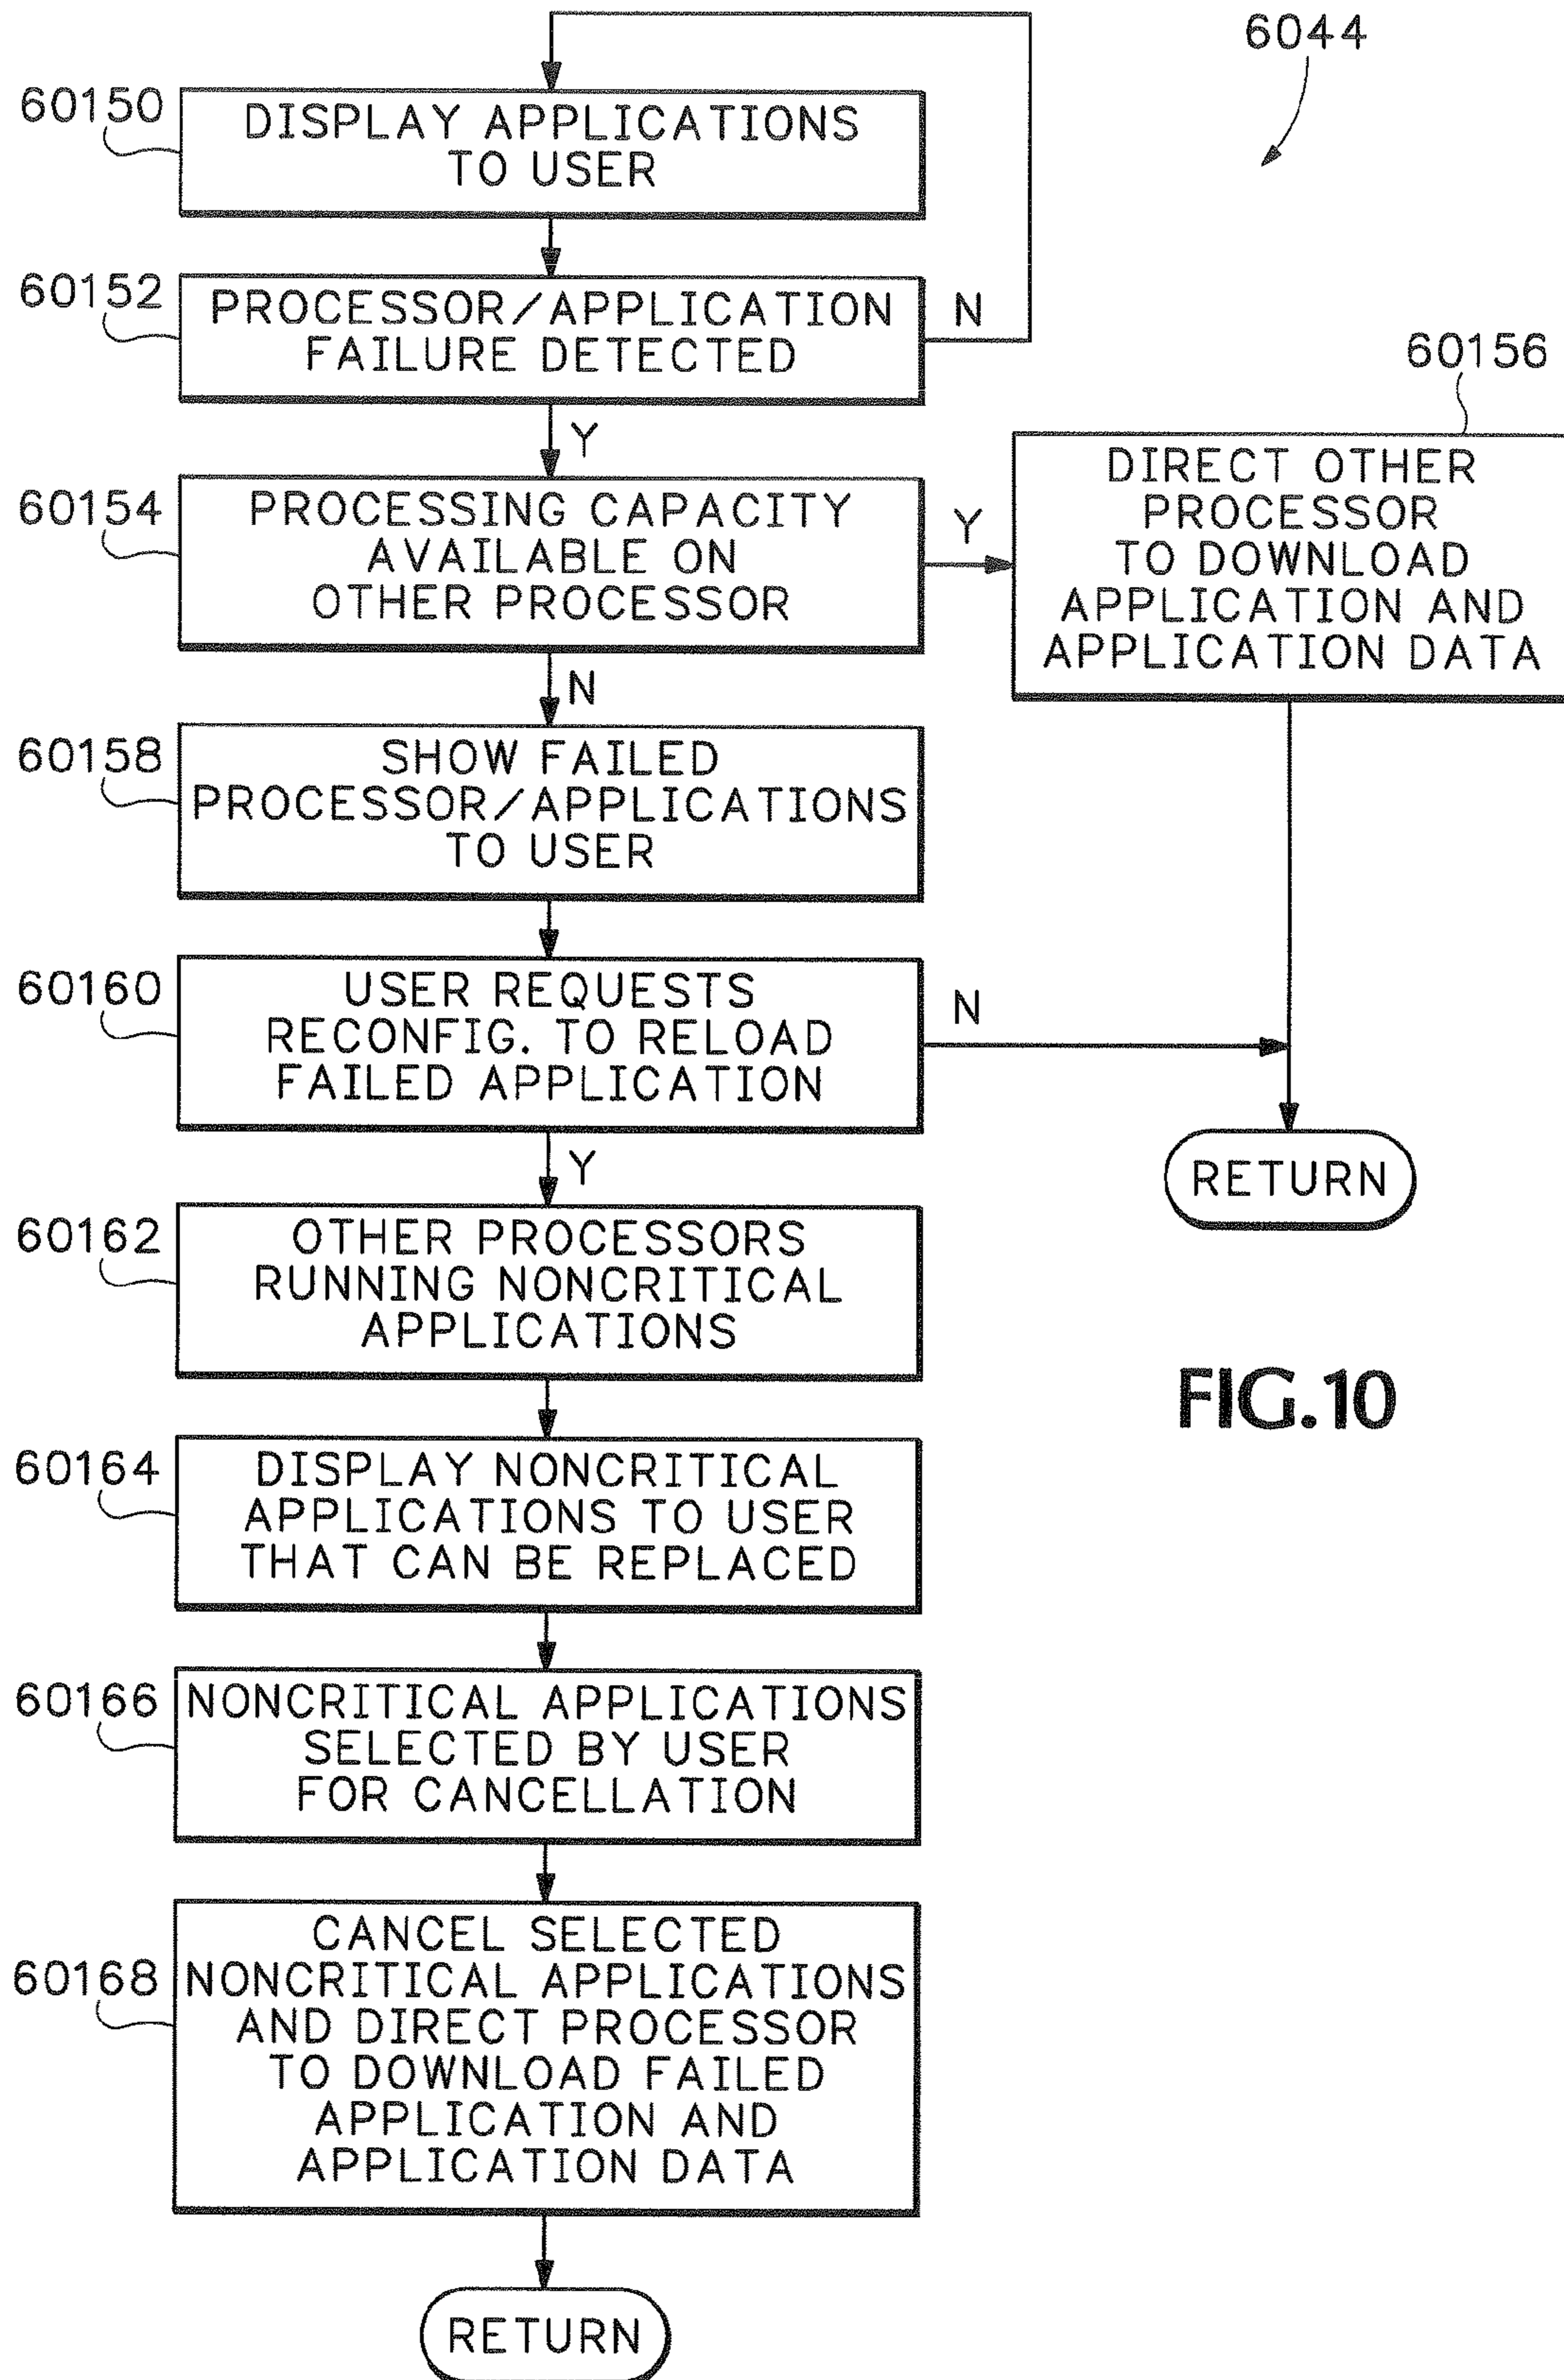 6044
60150
DISPLAY APPLICATIONS
TO USER
60152
PROCESSOR/APPLICATION
FAILURE DETECTED
N
Y
60154
PROCESSING CAPACITY
AVAILABLE ON
OTHER PROCESSOR
Y
60156
DIRECT OTHER
PROCESSOR
TO DOWNLOAD
APPLICATION AND
APPLICATION DATA
N
60158
SHOW FAILED
PROCESSOR/APPLICATIONS
TO USER
60160
USER REQUESTS
RECONFIG. TO RELOAD
FAILED APPLICATION
N
RETURN
Y
60162
OTHER PROCESSORS
RUNNING NONCRITICAL
APPLICATIONS
60164
DISPLAY NONCRITICAL
APPLICATIONS TO USER
THAT CAN BE REPLACED
60166
NONCRITICAL APPLICATIONS
SELECTED BY USER
FOR CANCELLATION
60168
CANCEL SELECTED
NONCRITICAL APPLICATIONS
AND DIRECT PROCESSOR
TO DOWNLOAD FAILED
APPLICATION AND
APPLICATION DATA
RETURN
FIG.10